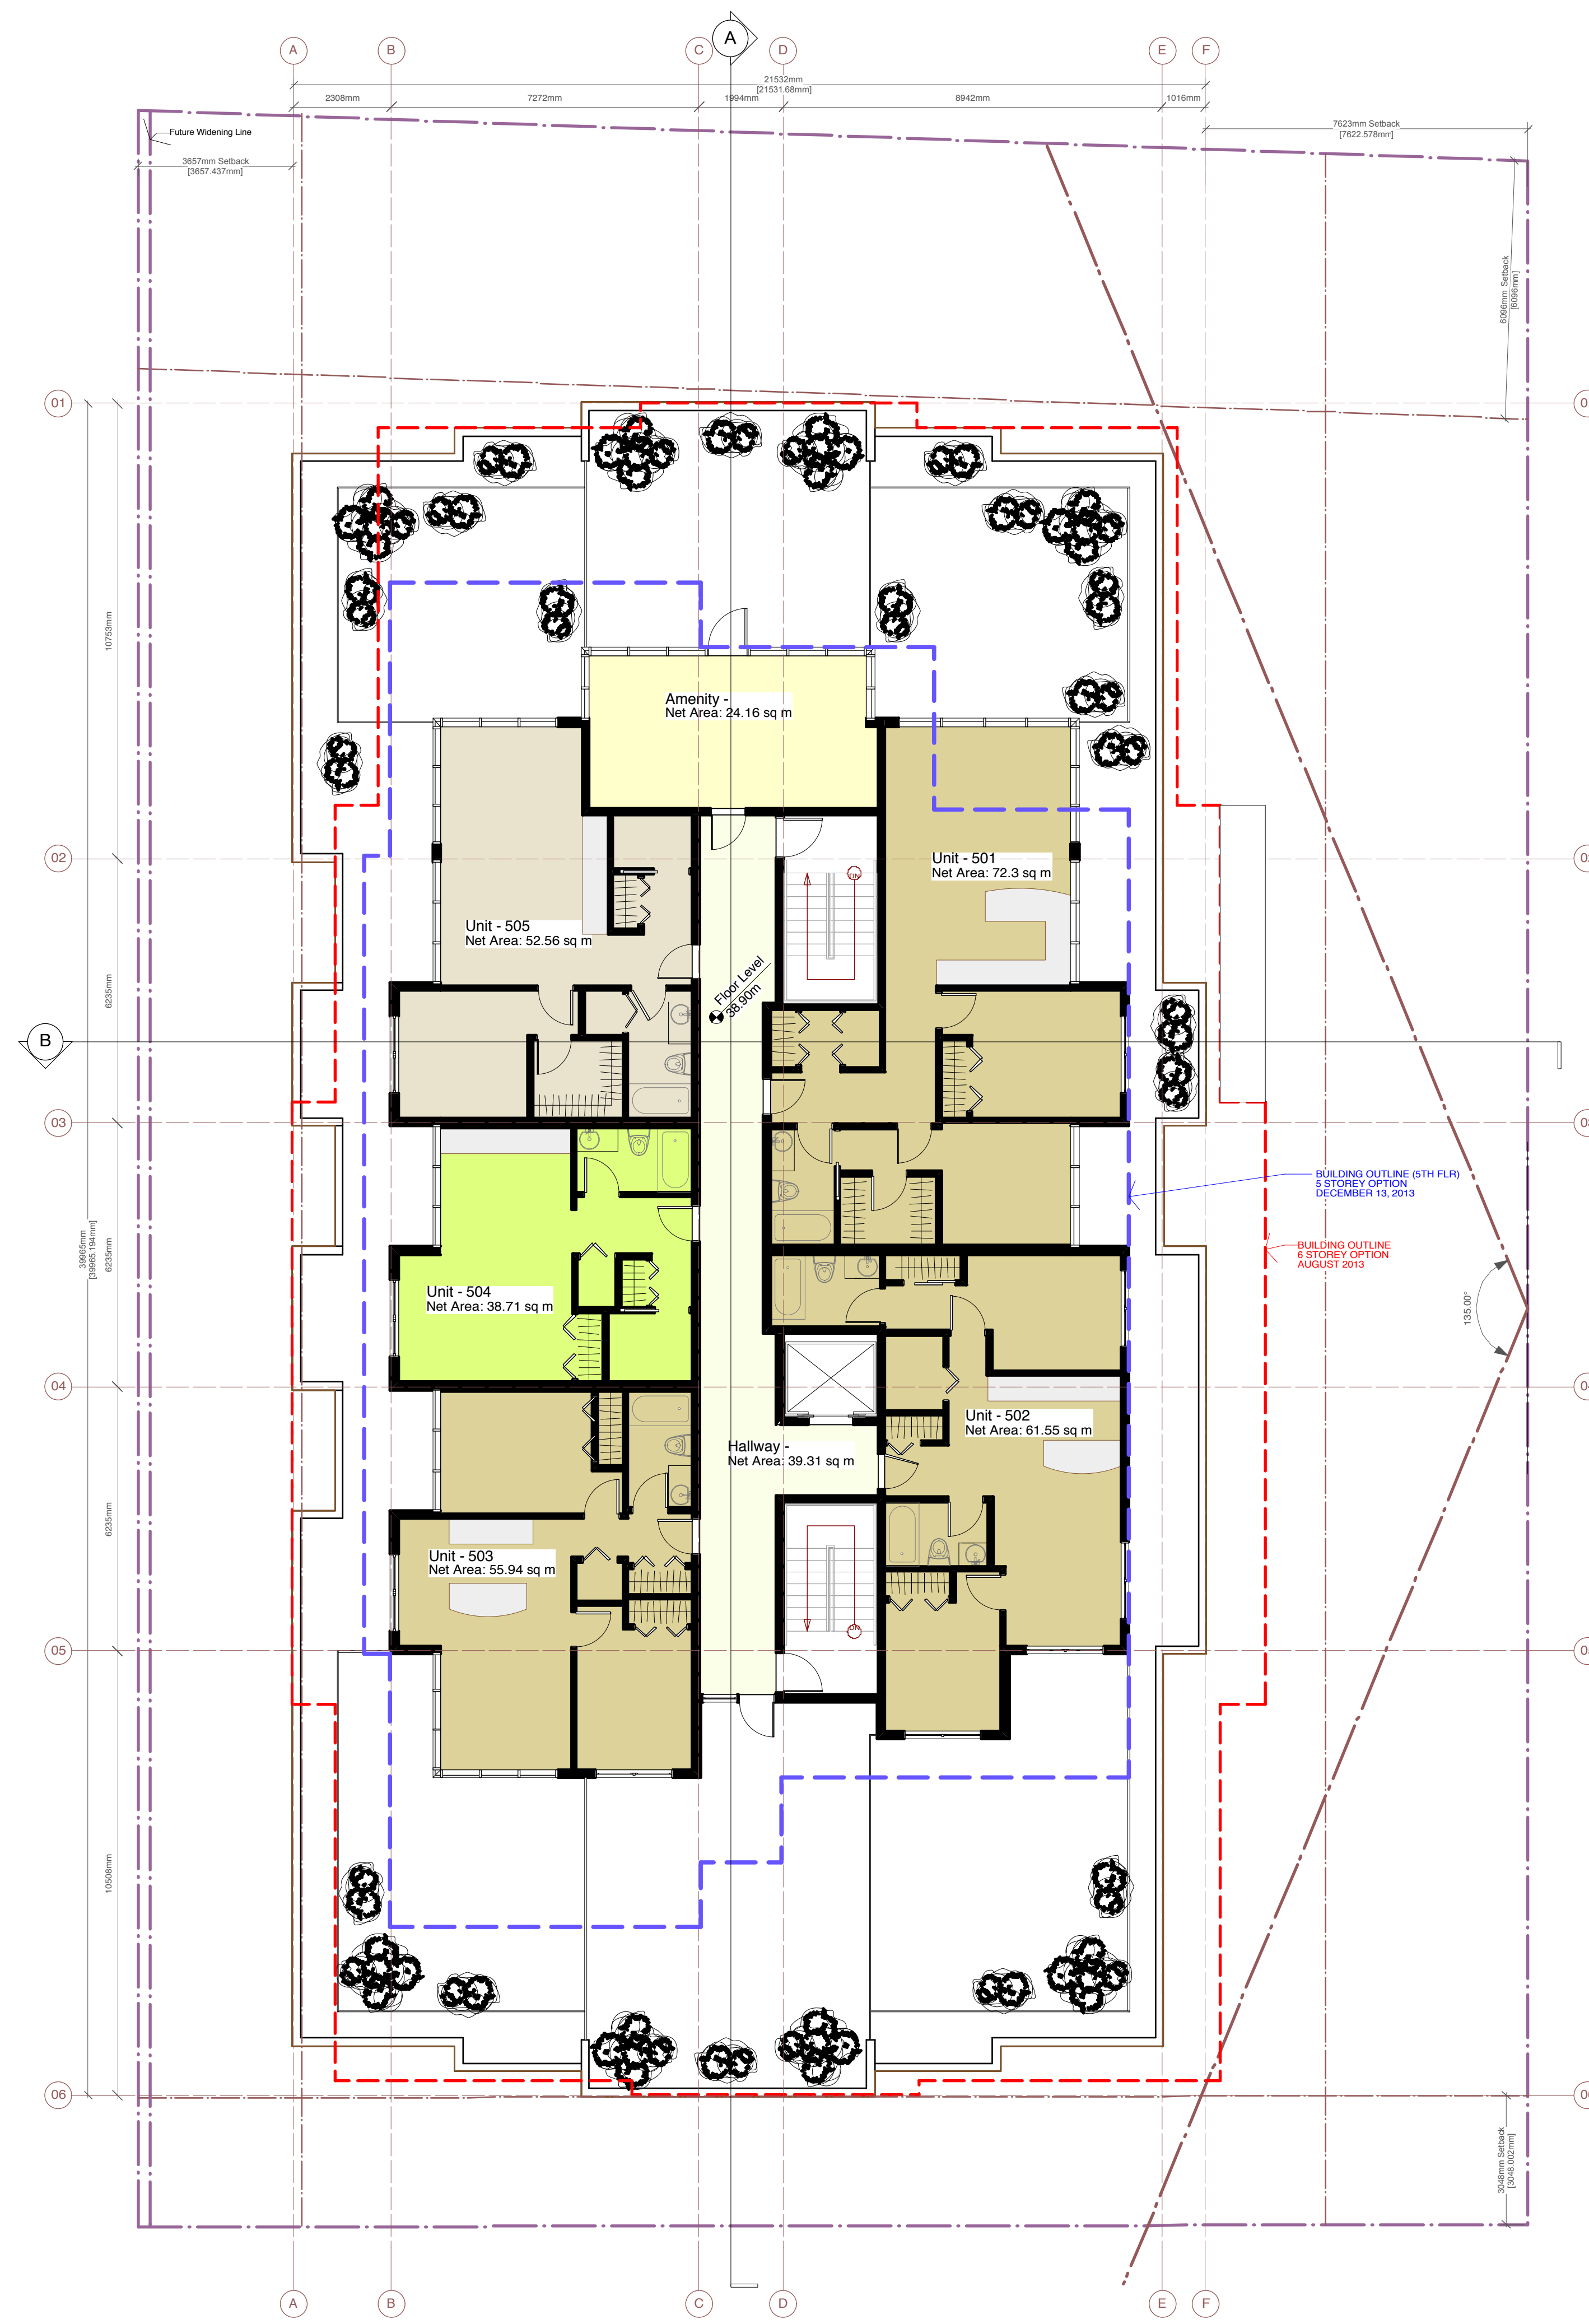 A
A
B
C
D
E
F
21532mm
[21531.68mm]
2308mm
7272mm
1994mm
8942mm
1016mm
7623mm Setback
[7622.578mm]
Future Widening Line
3657mm Setback
[3657.437mm]
6096mm Setback
[6096mm]
01
10753mm
Amenity -
Net Area: 24.16 sq m
02
Unit - 501
Net Area: 72.3 sq m
DN
Unit - 505
Net Area: 52.56 sq m
6235mm
Floor Level
38.90m
B
03
BUILDING OUTLINE (5TH FLR)
5 STOREY OPTION
DECEMBER 13, 2013
39965mm
[39965.194mm]
6235mm
BUILDING OUTLINE
6 STOREY OPTION
AUGUST 2013
135.00°
Unit - 504
Net Area: 38.71 sq m
04
Unit - 502
Net Area: 61.55 sq m
Hallway -
Net Area: 39.31 sq m
6235mm
Unit - 503
Net Area: 55.94 sq m
DN
05
10508mm
06
3048mm Setback
[3048.002mm]
A
B
C
D
E
F